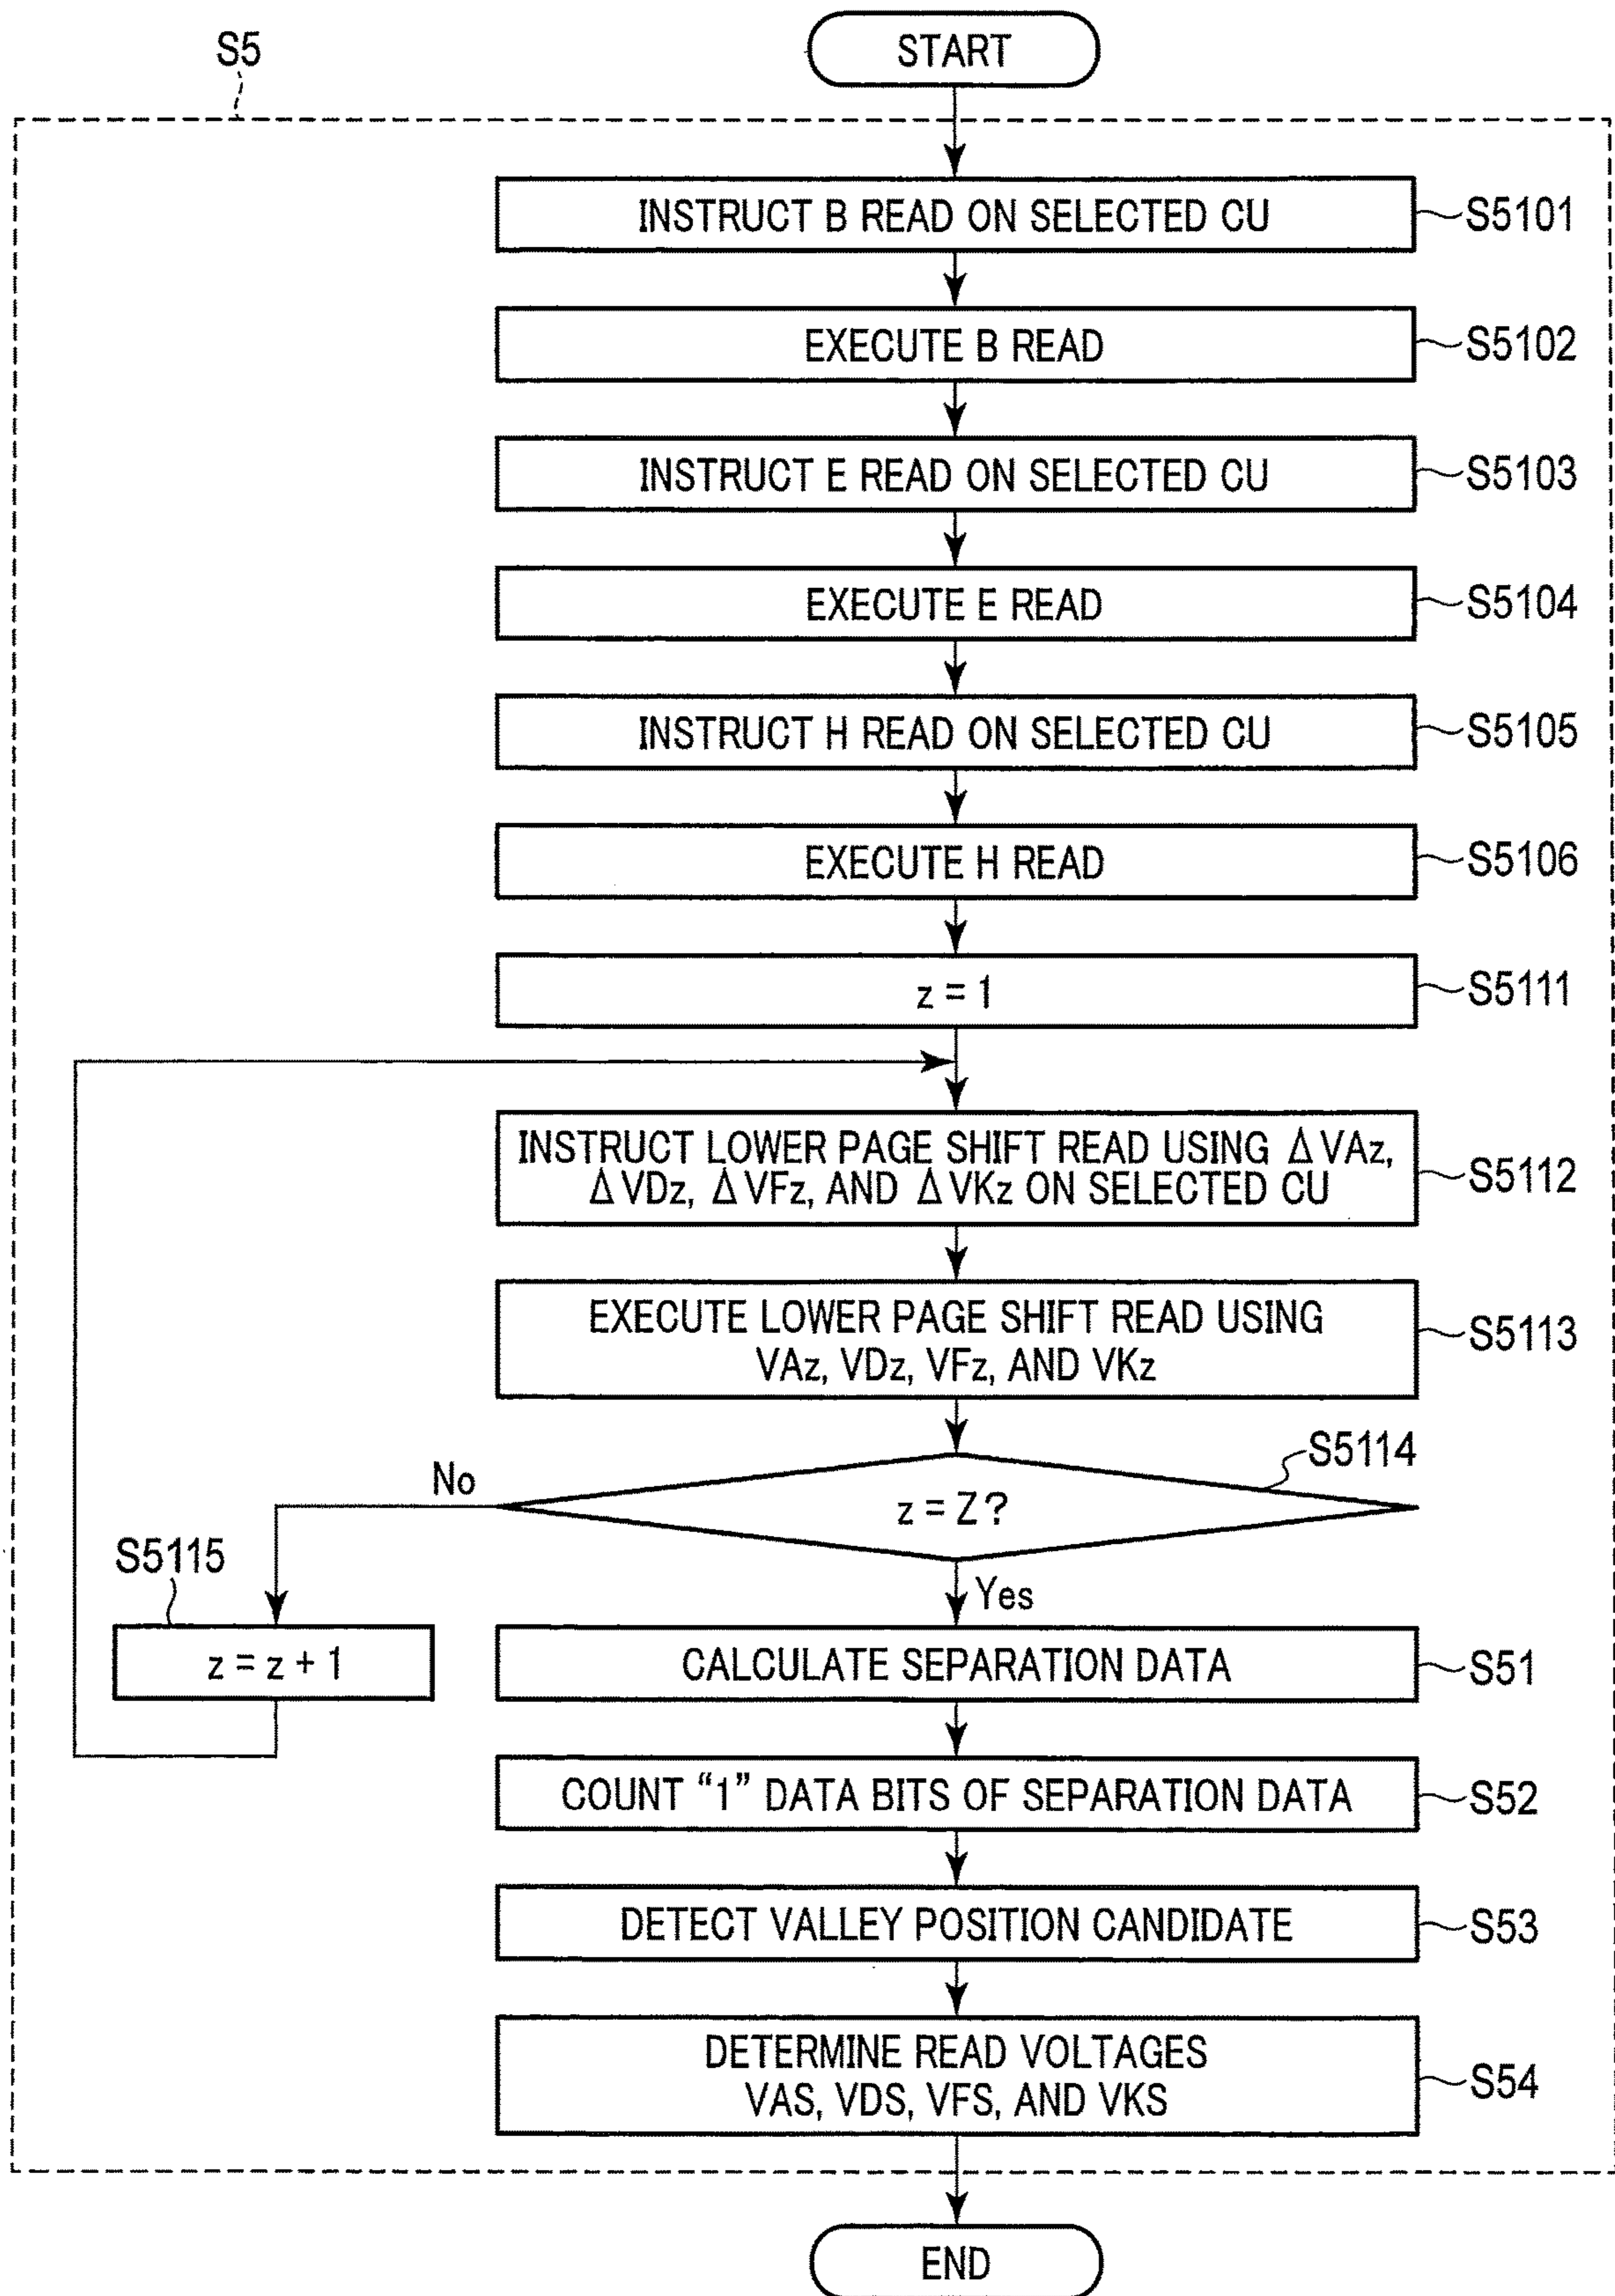 START
S5
INSTRUCT B READ ON SELECTED CU
S5101
EXECUTE B READ
S5102
INSTRUCT E READ ON SELECTED CU
S5103
EXECUTE E READ
S5104
INSTRUCT H READ ON SELECTED CU
S5105
EXECUTE H READ
S5106
z = 1
S5111
INSTRUCT LOWER PAGE SHIFT READ USING ΔVAz,
ΔVDz, ΔVFz, AND ΔVKz ON SELECTED CU
S5112
EXECUTE LOWER PAGE SHIFT READ USING
VAz, VDz, VFz, AND VKz
S5113
z = Z?
S5114
No
Yes
S5115
z = z + 1
CALCULATE SEPARATION DATA
S51
COUNT “1” DATA BITS OF SEPARATION DATA
S52
DETECT VALLEY POSITION CANDIDATE
S53
DETERMINE READ VOLTAGES
VAS, VDS, VFS, AND VKS
S54
END